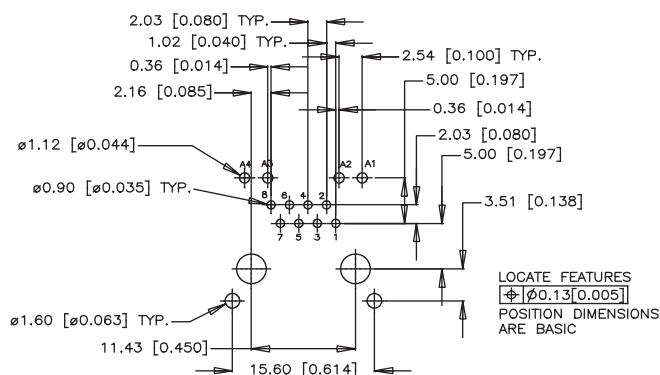 2.03 [0.080] TYP.
1.02 [0.040] TYP.
0.36 [0.014]
2.16 [0.085]
2.54 [0.100] TYP.
5.00 [0.197]
0.36 [0.014]
2.03 [0.080]
5.00 [0.197]
3.51 [0.138]
ø1.12 [ø0.044]
A4 A3 A2 A1
ø0.90 [ø0.035] TYP.
8 6 4 2
7 5 3 1
LOCATE FEATURES
⌖ Ø0.13[0.005]
POSITION DIMENSIONS
ARE BASIC
ø1.60 [ø0.063] TYP.
11.43 [0.450]
15.60 [0.614]